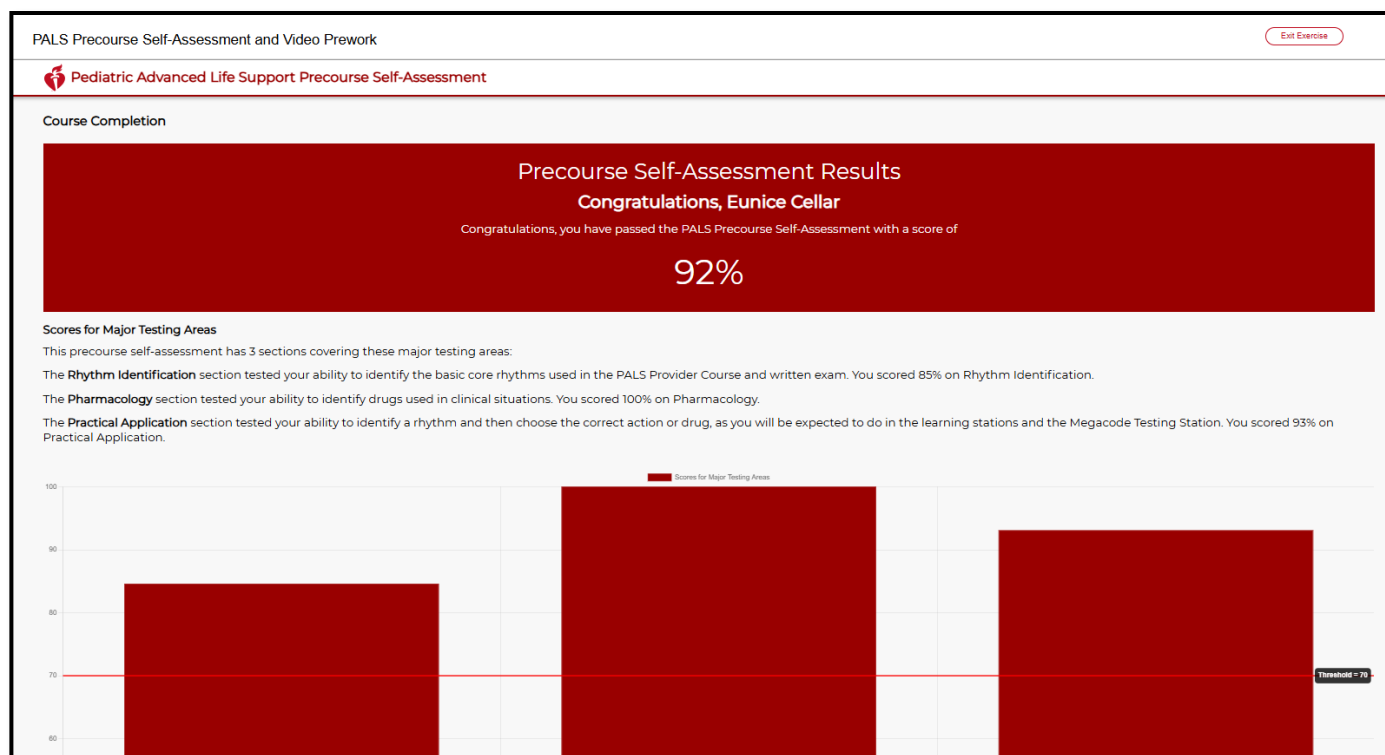 PALS Precourse Self-Assessment and Video Prework
Exit Exercise
Pediatric Advanced Life Support Precourse Self-Assessment
Course Completion
Precourse Self-Assessment Results
Congratulations, Eunice Cellar
Congratulations, you have passed the PALS Precourse Self-Assessment with a score of
92%
Scores for Major Testing Areas
This precourse self-assessment has 3 sections covering these major testing areas:
The Rhythm Identification section tested your ability to identify the basic core rhythms used in the PALS Provider Course and written exam. You scored 85% on Rhythm Identification.
The Pharmacology section tested your ability to identify drugs used in clinical situations. You scored 100% on Pharmacology.
The Practical Application section tested your ability to identify a rhythm and then choose the correct action or drug, as you will be expected to do in the learning stations and the Megacode Testing Station. You scored 93% on
Practical Application.
Scores for Major Testing Areas
100
90
80
70
Threshold = 70
60